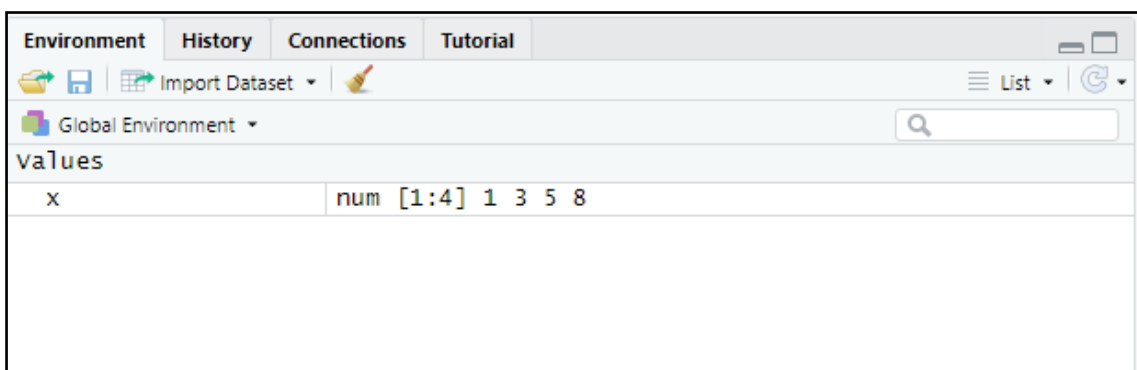 Environment History Connections Tutorial
Import Dataset List
Global Environment
Values
x num [1:4] 1 3 5 8